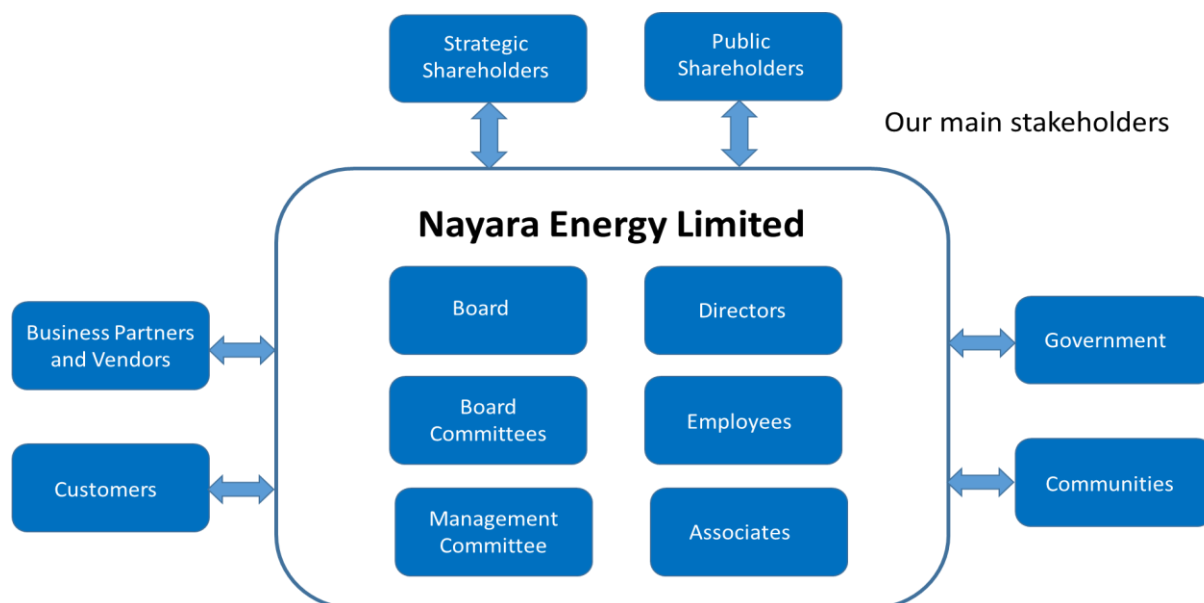 Strategic
Shareholders
Public
Shareholders
Our main stakeholders
Nayara Energy Limited
Board
Directors
Business Partners
and Vendors
Government
Board
Committees
Employees
Customers
Communities
Management
Committee
Associates